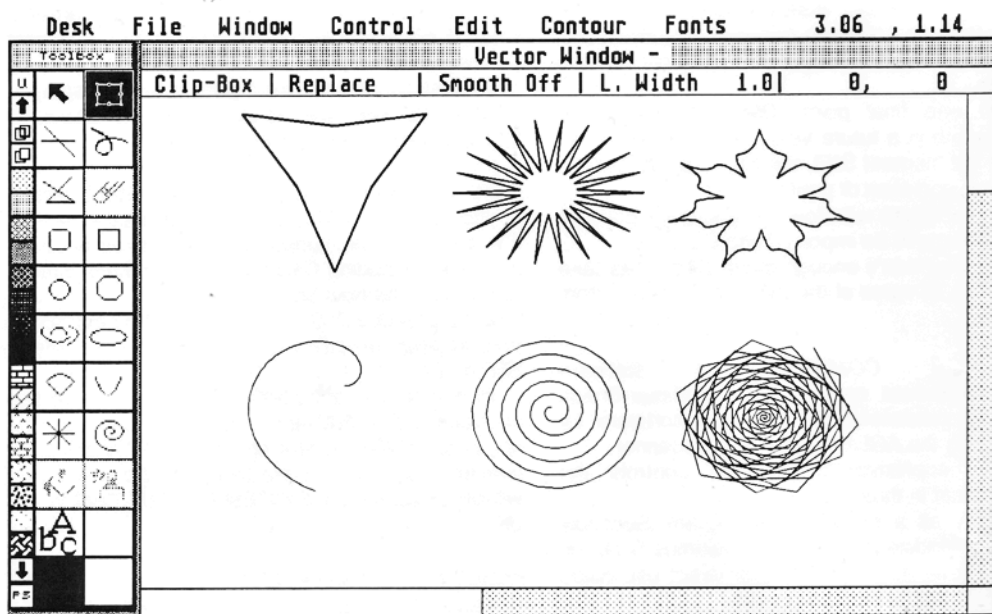 Desk File Window Control Edit Contour Fonts 3.06 , 1.14
Toolbox
Vector Window -
U
Clip-Box | Replace | Smooth Off | L. Width 1.0| 0, 0
A
b c
PS